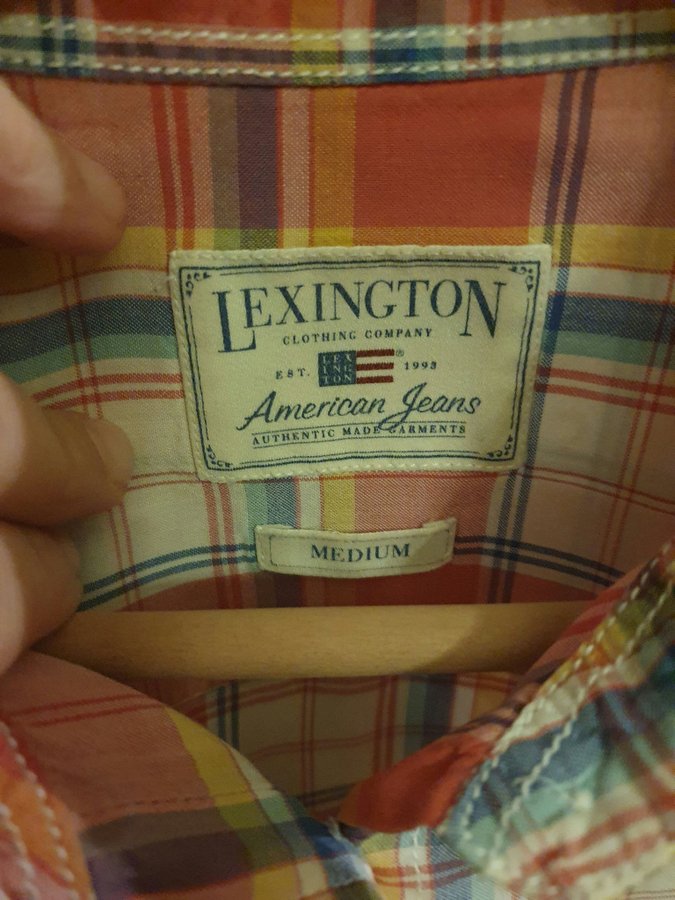 LEXINGTON
CLOTHING COMPANY
EST. LEX ING TON ® 1993
American Jeans
AUTHENTIC MADE GARMENTS
MEDIUM